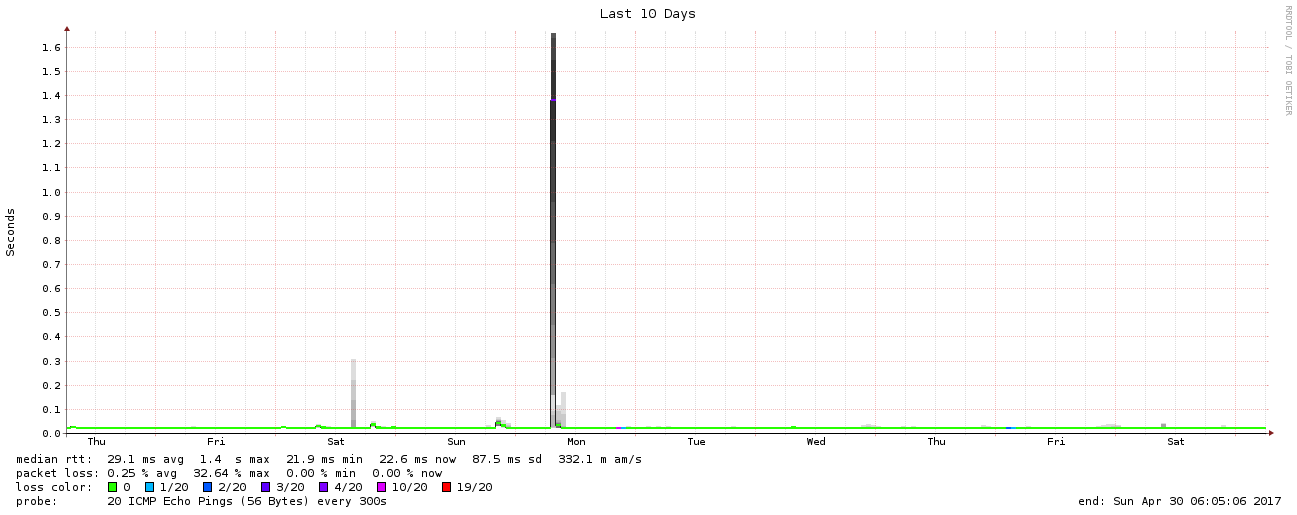 Last 10 Days
RRDTOOL / TOBI OETIKER
Seconds
1.6
1.5
1.4
1.3
1.2
1.1
1.0
0.9
0.8
0.7
0.6
0.5
0.4
0.3
0.2
0.1
0.0
Thu Fri Sat Sun Mon Tue Wed Thu Fri Sat
median rtt: 29.1 ms avg 1.4 s max 21.9 ms min 22.6 ms now 87.5 ms sd 332.1 m am/s
packet loss: 0.25 % avg 32.64 % max 0.00 % min 0.00 % now
loss color: 0 1/20 2/20 3/20 4/20 10/20 19/20
probe: 20 ICMP Echo Pings (56 Bytes) every 300s end: Sun Apr 30 06:05:06 2017